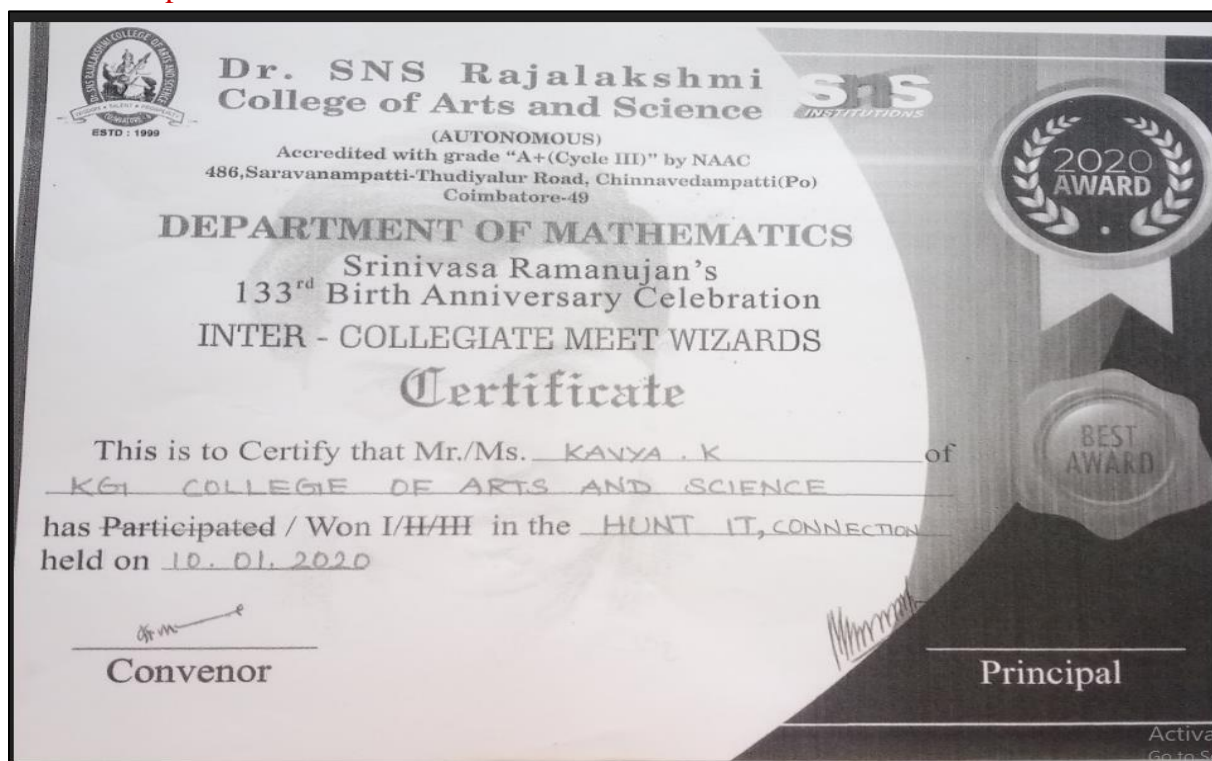 Dr. SNS Rajalakshmi
College of Arts and Science
SNS
INSTITUTIONS
ESTD : 1999
(AUTONOMOUS)
Accredited with grade “A+(Cycle III)” by NAAC
486,Saravanampatti-Thudiyalur Road, Chinnavedampatti(Po)
Coimbatore-49
2020
AWARD
DEPARTMENT OF MATHEMATICS
Srinivasa Ramanujan’s
133rd Birth Anniversary Celebration
INTER - COLLEGIATE MEET WIZARDS
Certificate
BEST
AWARD
This is to Certify that Mr./Ms. KAVYA . K of
KG COLLEGE OF ARTS AND SCIENCE
has Participated / Won I/II/III in the HUNT IT, CONNECTION
held on 10. 01. 2020
Convenor
Principal
Activa
Go to S